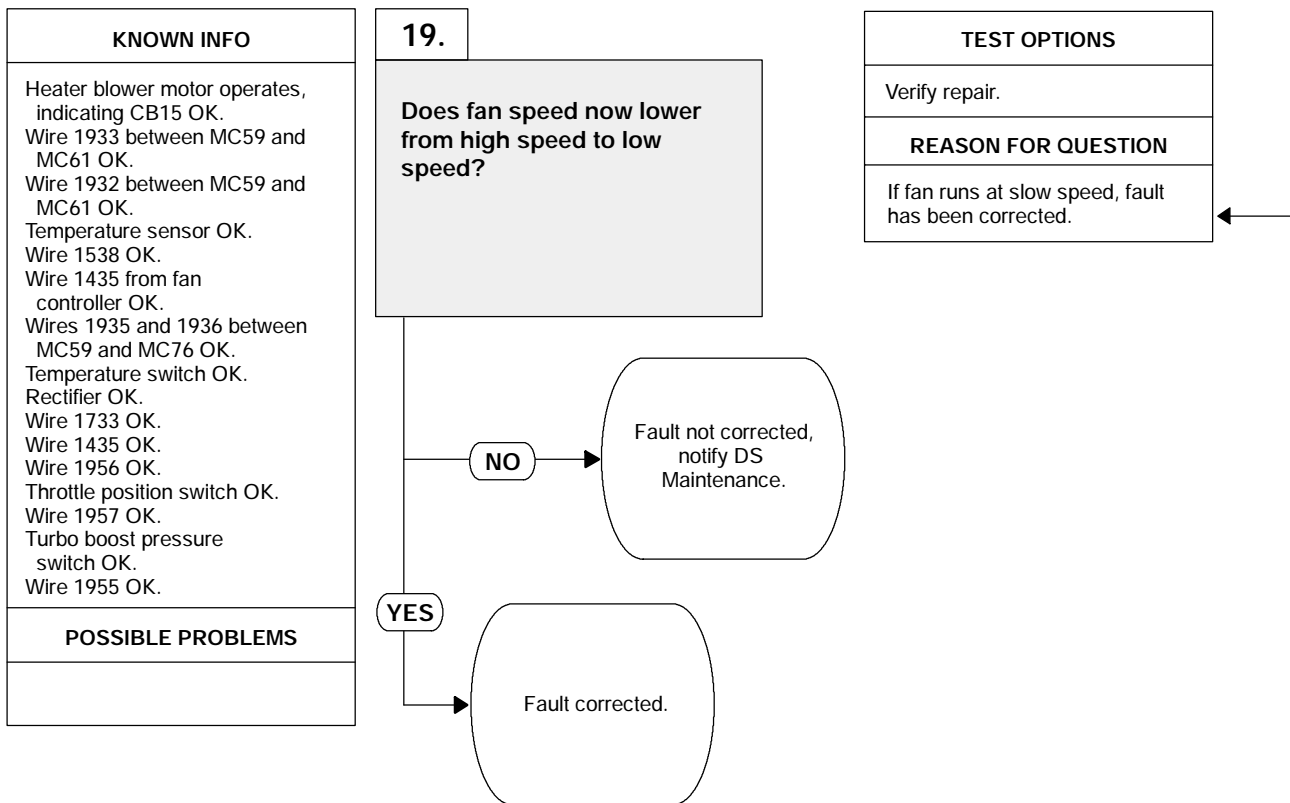 KNOWN INFO
Heater blower motor operates,
indicating CB15 OK.
Wire 1933 between MC59 and
MC61 OK.
Wire 1932 between MC59 and
MC61 OK.
Temperature sensor OK.
Wire 1538 OK.
Wire 1435 from fan
controller OK.
Wires 1935 and 1936 between
MC59 and MC76 OK.
Temperature switch OK.
Rectifier OK.
Wire 1733 OK.
Wire 1435 OK.
Wire 1956 OK.
Throttle position switch OK.
Wire 1957 OK.
Turbo boost pressure
switch OK.
Wire 1955 OK.
POSSIBLE PROBLEMS
19.
Does fan speed now lower
from high speed to low
speed?
NO
Fault not corrected,
notify DS
Maintenance.
YES
Fault corrected.
TEST OPTIONS
Verify repair.
REASON FOR QUESTION
If fan runs at slow speed, fault
has been corrected.